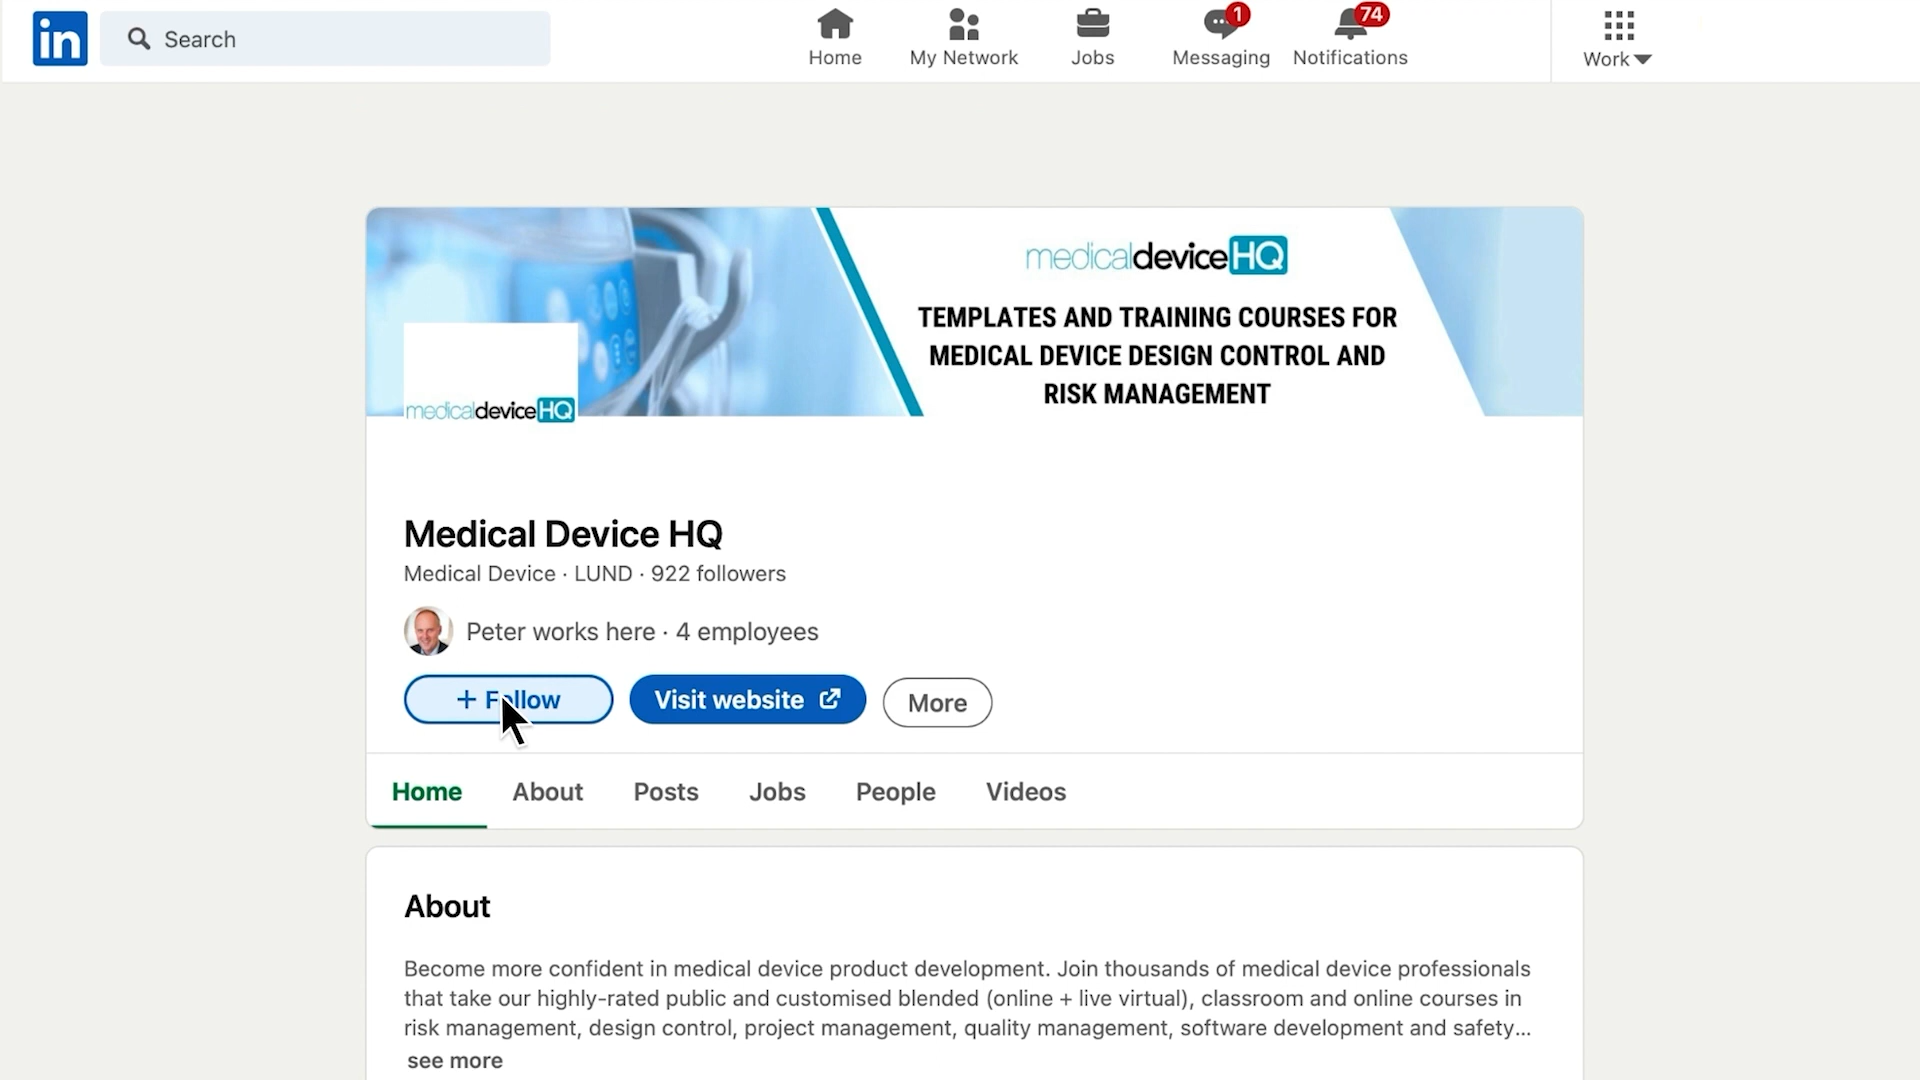 in
Search
Home
My Network
Jobs
1
Messaging
74
Notifications
Work
medicaldeviceHQ
TEMPLATES AND TRAINING COURSES FOR
MEDICAL DEVICE DESIGN CONTROL AND
RISK MANAGEMENT
medicaldeviceHQ
Medical Device HQ
Medical Device · LUND · 922 followers
Peter works here · 4 employees
+ Follow
Visit website
More
Home
About
Posts
Jobs
People
Videos
About
Become more confident in medical device product development. Join thousands of medical device professionals
that take our highly-rated public and customised blended (online + live virtual), classroom and online courses in
risk management, design control, project management, quality management, software development and safety...
see more